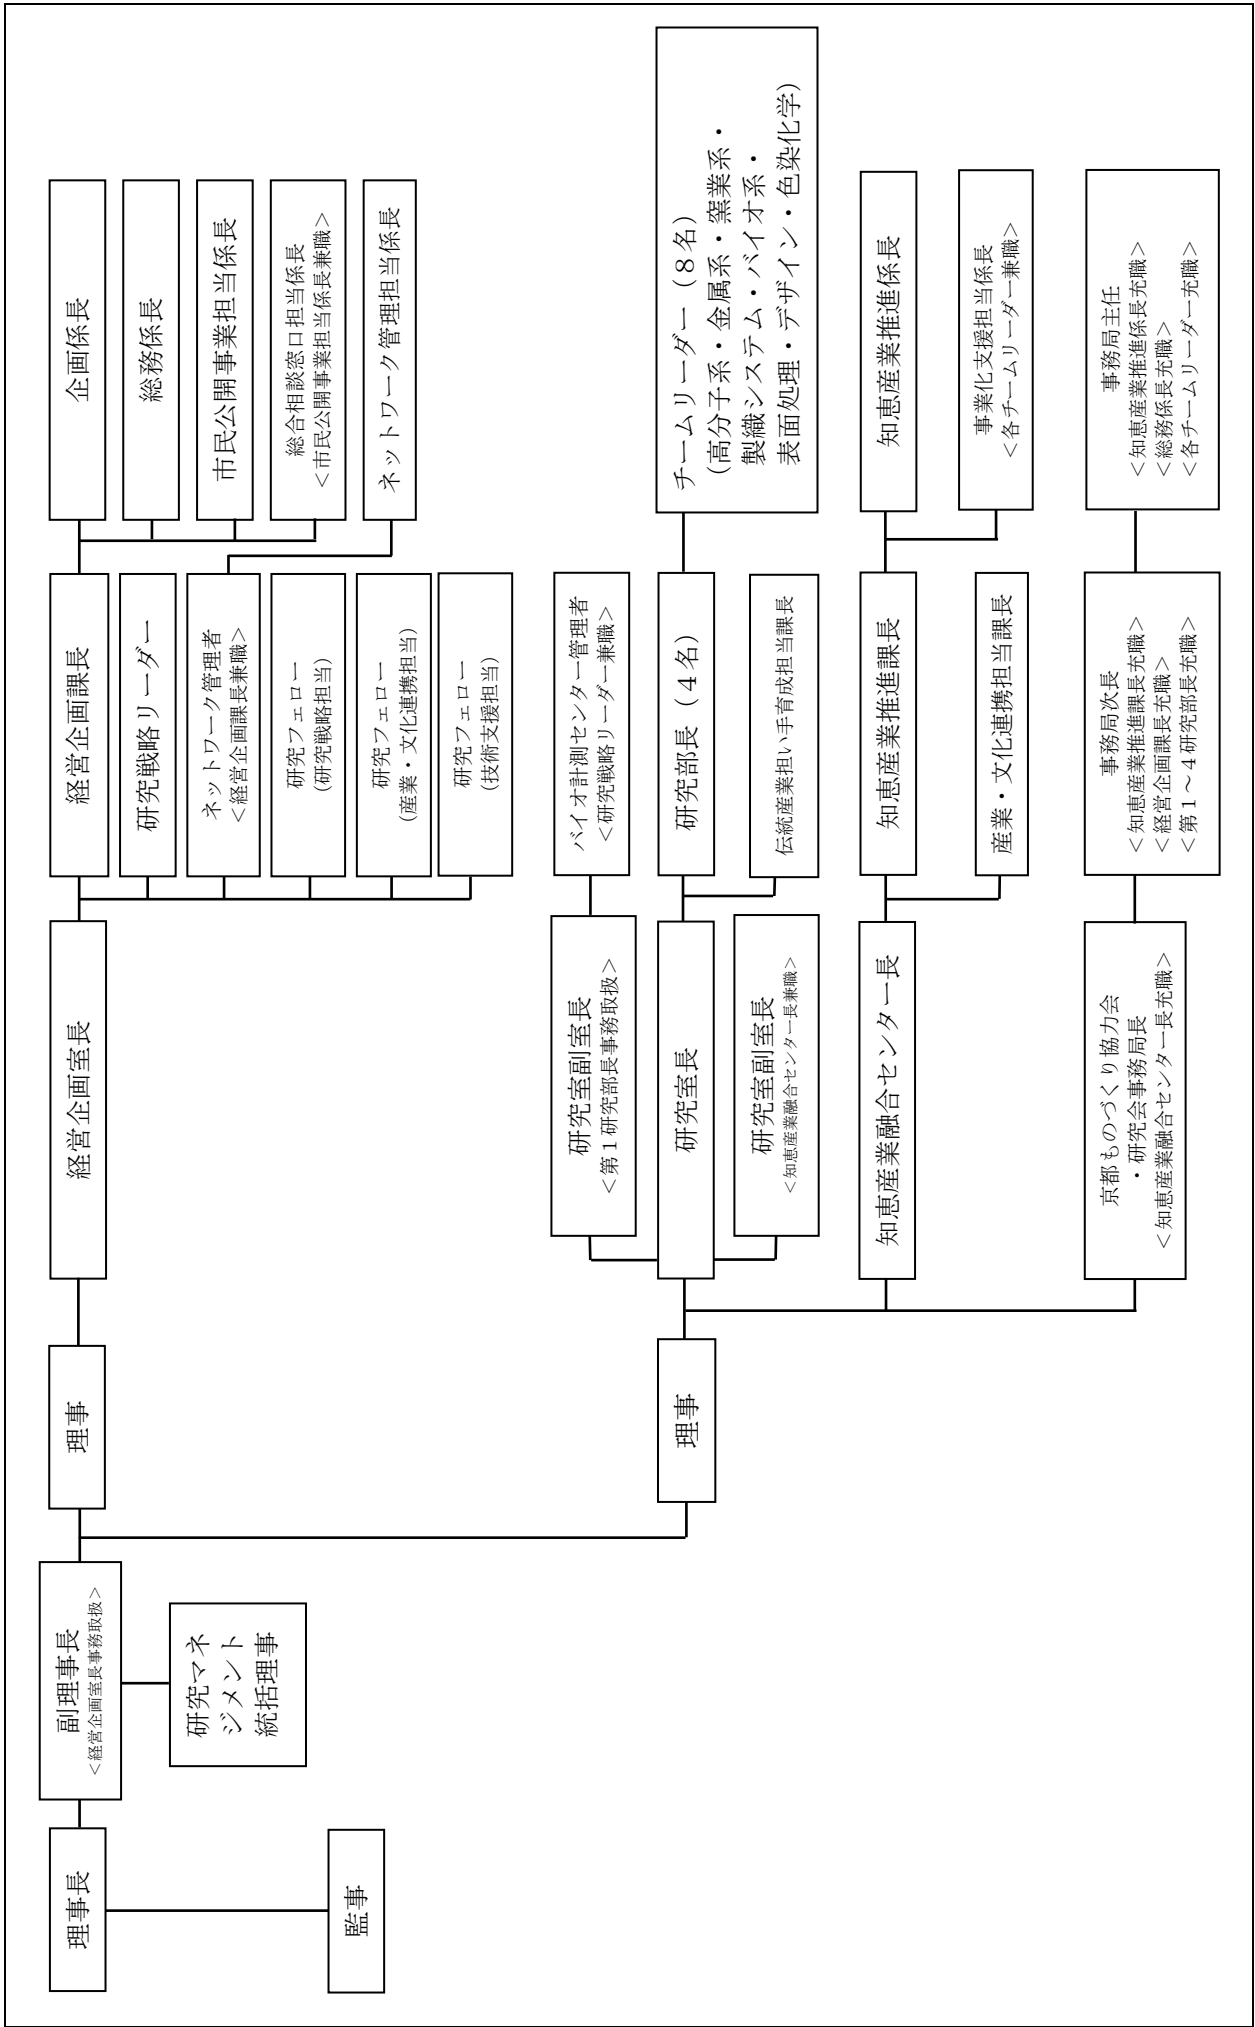 理事長
監事
副理事長
<経営企画室長事務取扱>
研究マネ
ジメント
統括理事
理事
経営企画室長
経営企画課長
研究戦略リーダー
ネットワーク管理者
<経営企画課長兼職>
研究フェロー
(研究戦略担当)
研究フェロー
(産業・文化連携担当)
研究フェロー
(技術支援担当)
企画係長
総務係長
市民公開事業担当係長
総合相談窓口担当係長
<市民公開事業担当係長兼職>
ネットワーク管理担当係長
理事
研究室副室長
<第1研究部長事務取扱>
研究室長
研究室副室長
<知恵産業融合センター長兼職>
バイオ計測センター管理者
<研究戦略リーダー兼職>
研究部長(4名)
伝統産業担い手育成担当課長
チームリーダー(8名)
(高分子系・金属系・窯業系・
製織システム・バイオ系・
表面処理・デザイン・色染化学)
知恵産業融合センター長
知恵産業推進課長
産業・文化連携担当課長
知恵産業推進係長
事業化支援担当係長
<各チームリーダー兼職>
京都ものづくり協力会
・研究会事務局長
<知恵産業融合センター長充職>
事務局次長
<知恵産業推進課長充職>
<経営企画課長充職>
<第1~4研究部長充職>
事務局主任
<知恵産業推進係長充職>
<総務係長充職>
<各チームリーダー充職>